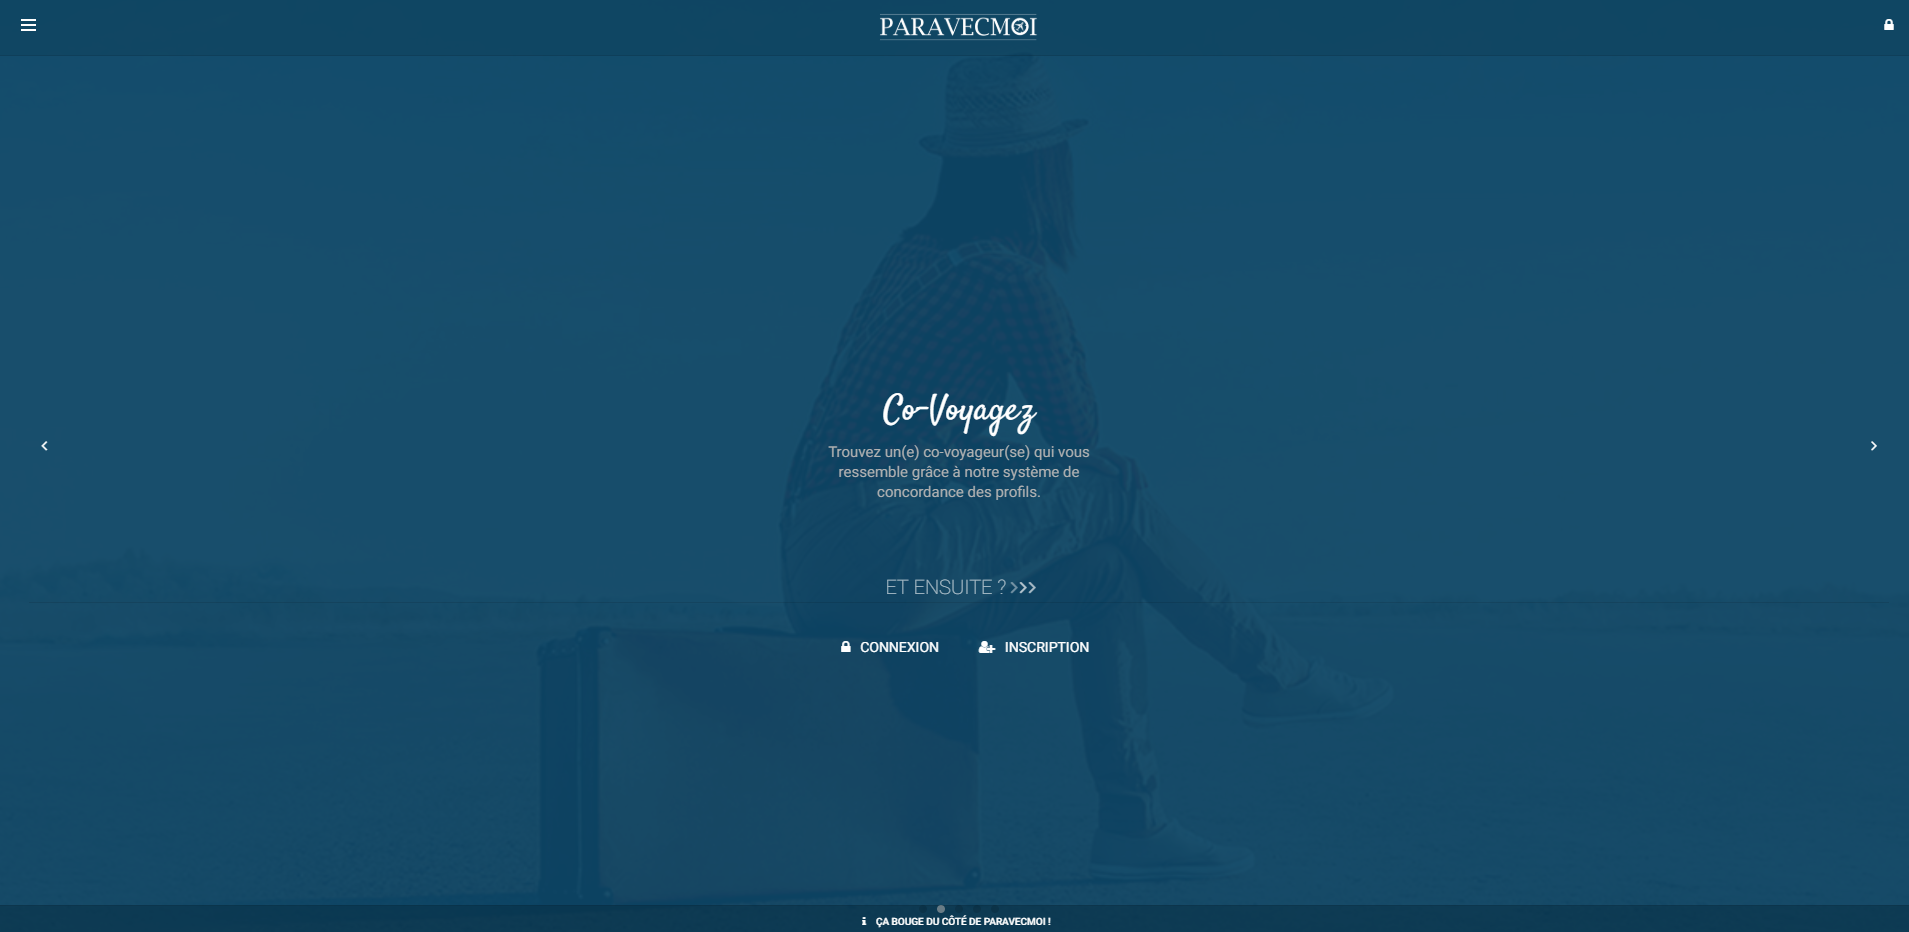 PARAVECMOI
Co-Voyagez
Trouvez un(e) co-voyageur(se) qui vous
ressemble grâce à notre système de
concordance des profils.
ET ENSUITE ?
CONNEXION INSCRIPTION
ÇA BOUGE DU CÔTÉ DE PARAVECMOI !